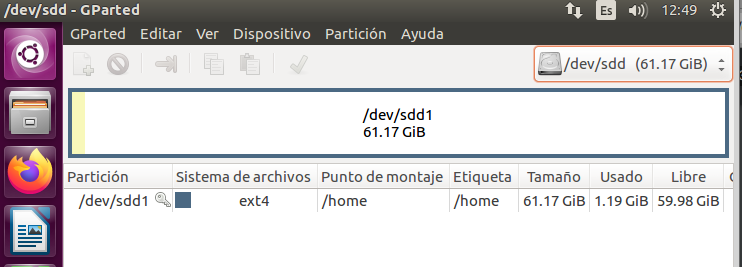 /dev/sdd - GParted Es 12:49
GParted Editar Ver Dispositivo Partición Ayuda
/dev/sdd (61.17 GiB)
/dev/sdd1
61.17 GiB
Partición Sistema de archivos Punto de montaje Etiqueta Tamaño Usado Libre
/dev/sdd1 ext4 /home /home 61.17 GiB 1.19 GiB 59.98 GiB